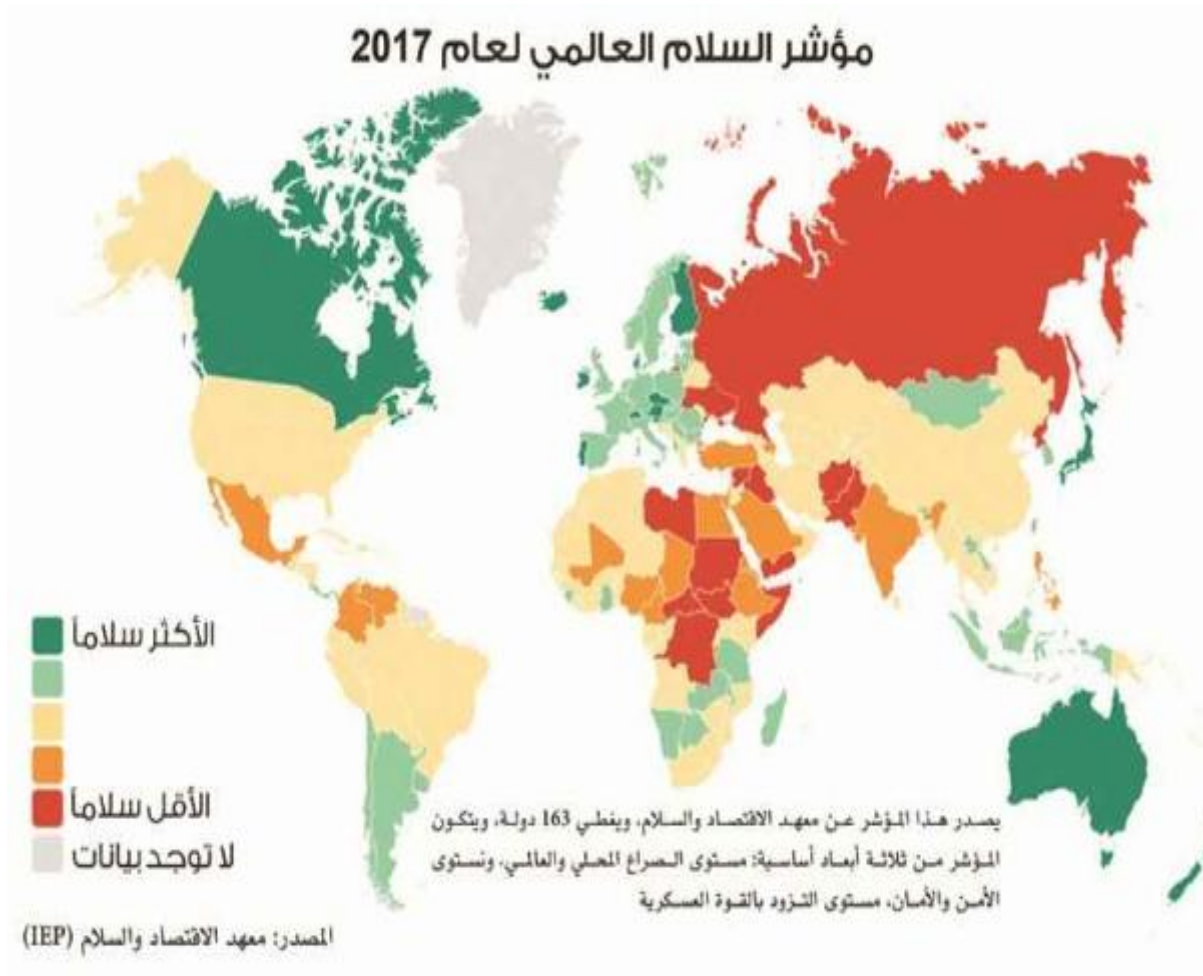 مؤشر السلام العالمي لعام 2017
الأكثر سلاماً
الأقل سلاماً
لا توجد بيانات
يصدر هذا المؤشر عن معهد الاقتصاد والسلام، ويغطي 163 دولة، ويتكون
المؤشر من ثلاثة أبعاد أساسية: مستوى الصراع المحلي والعالمي، ونستوى
الأمن والأمان، مستوى التزود بالقوة العسكرية
المصدر: معهد الاقتصاد والسلام (IEP)